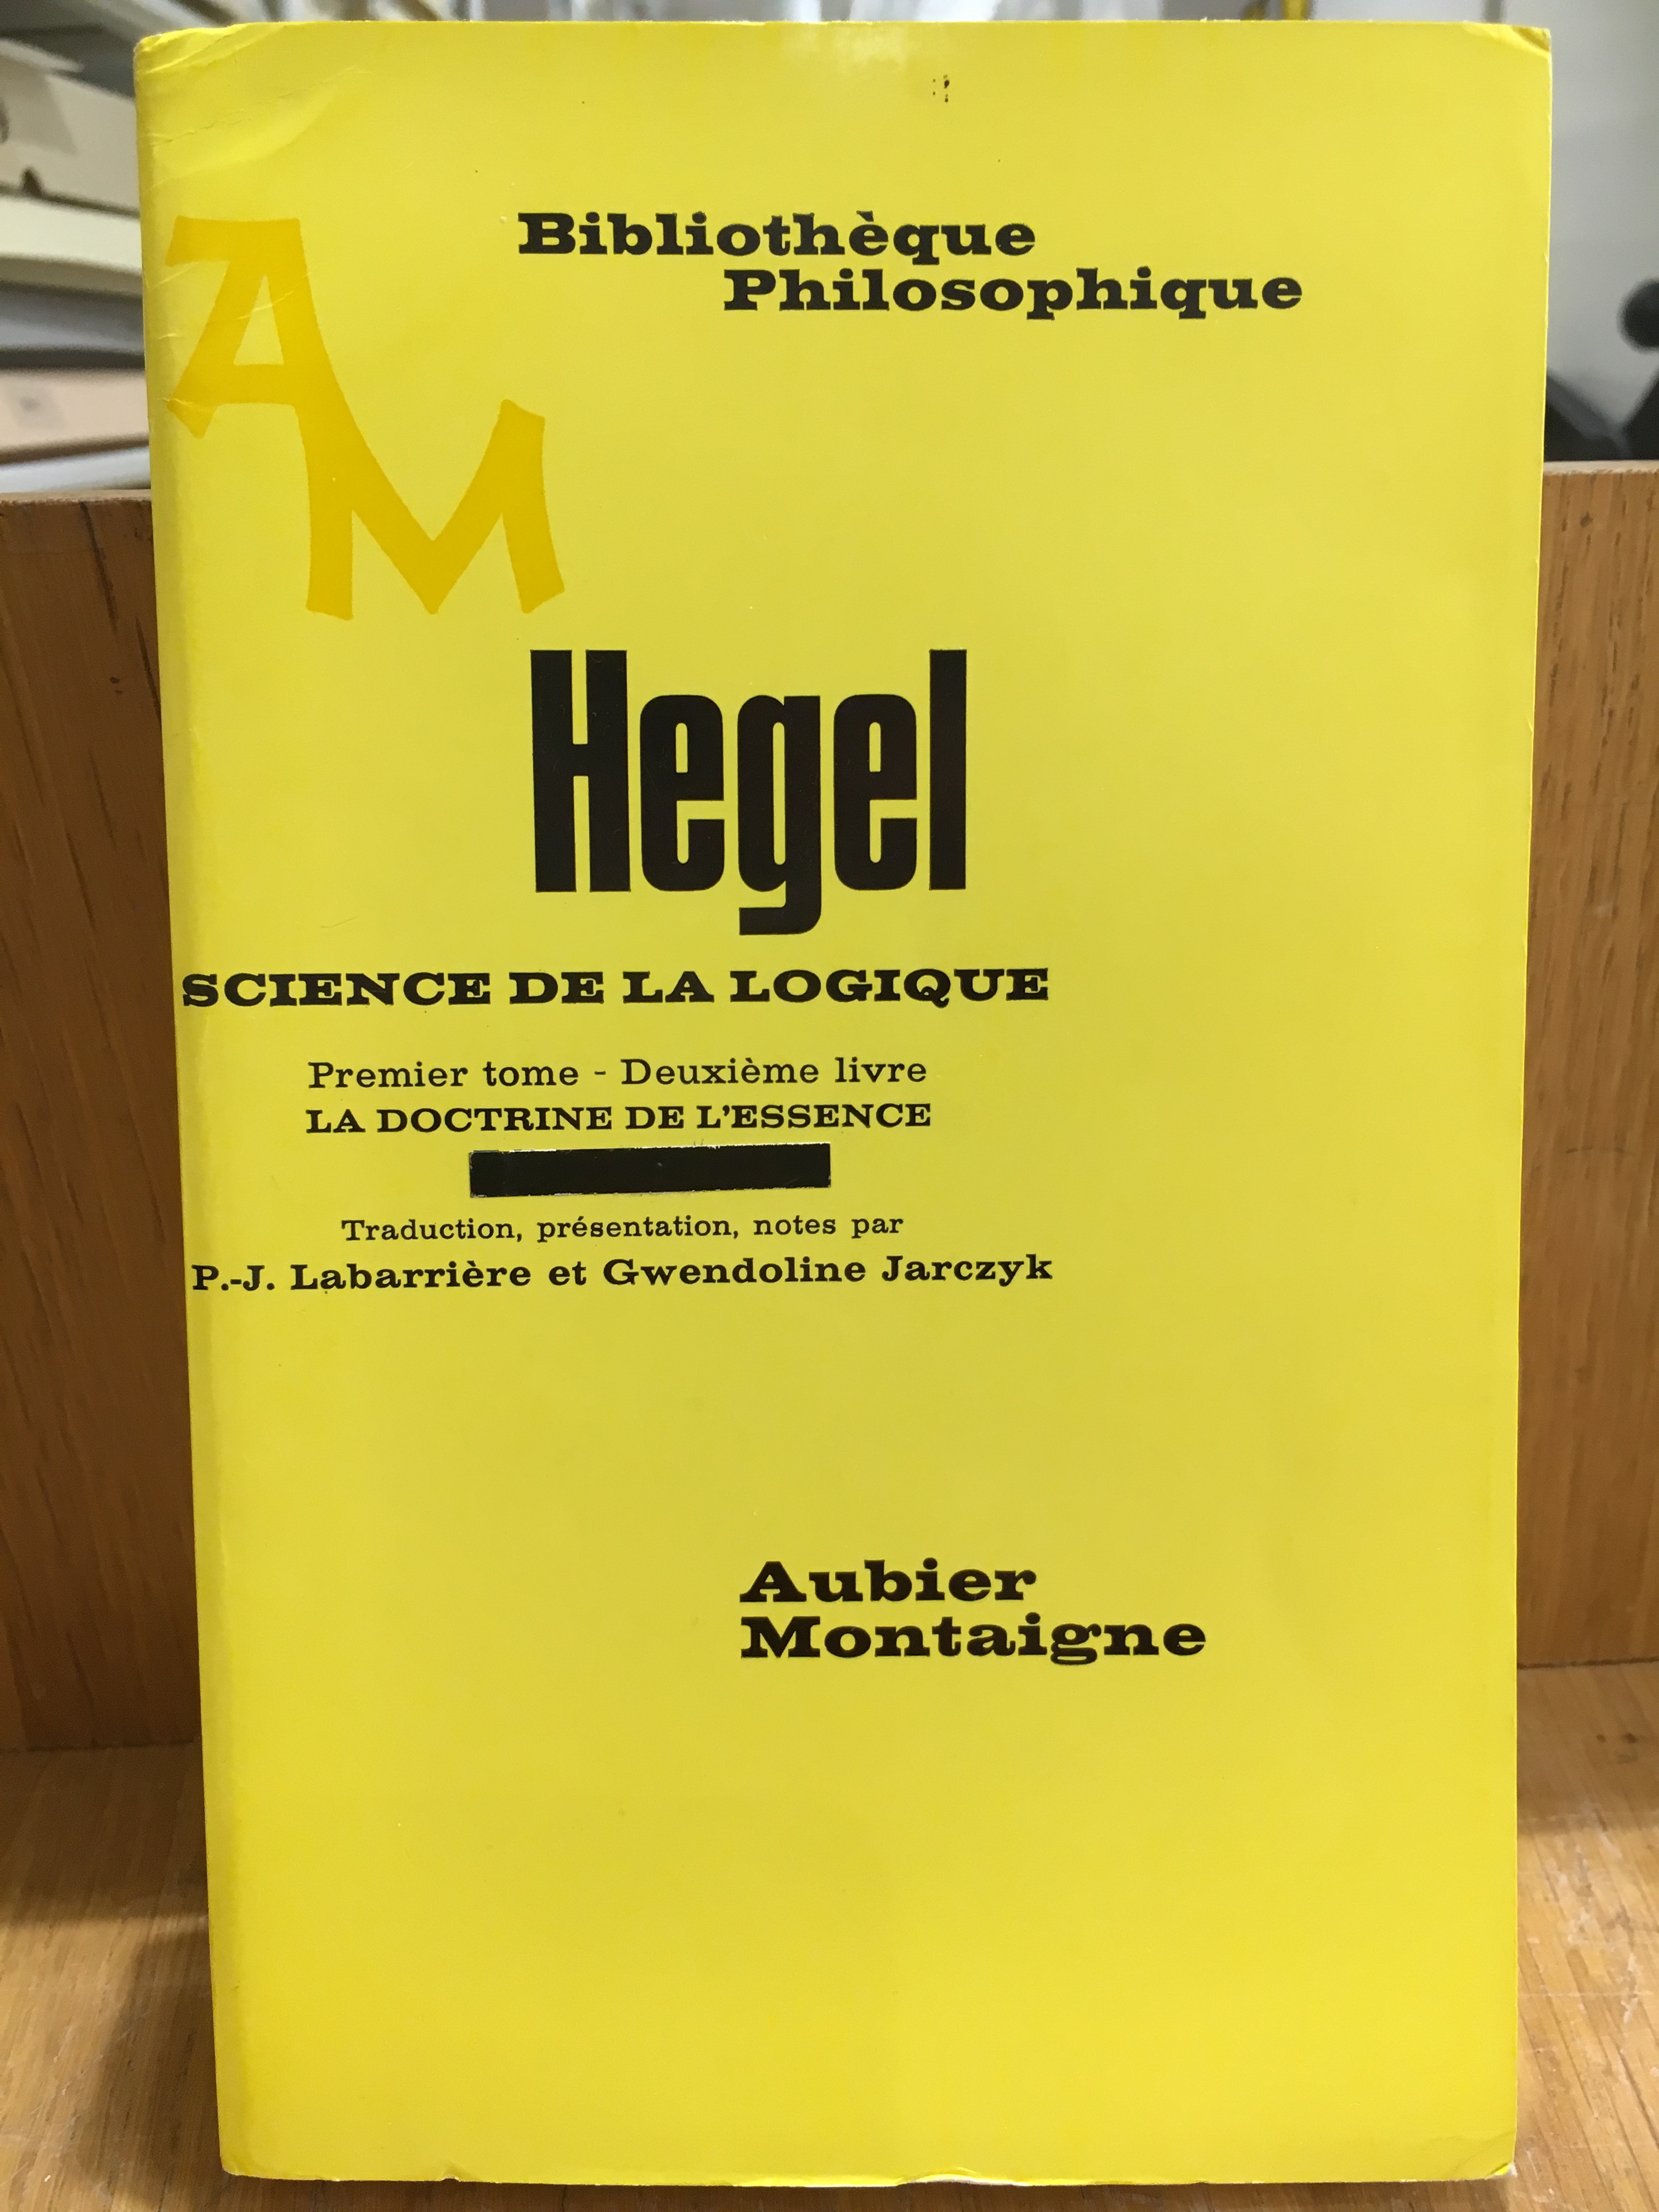 Bibliothèque
Philosophique
AM
Hegel
SCIENCE DE LA LOGIQUE
Premier tome - Deuxième livre
LA DOCTRINE DE L'ESSENCE
Traduction, présentation, notes par
P.-J. Labarrière et Gwendoline Jarczyk
Aubier
Montaigne